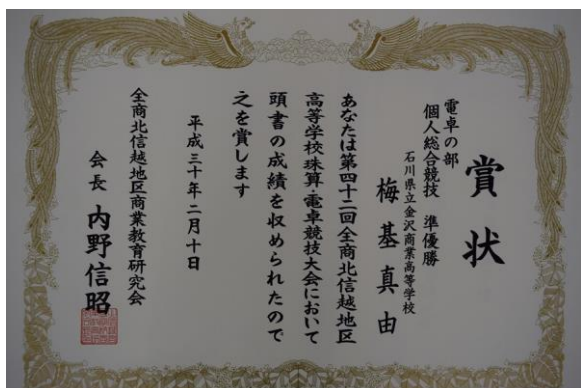 賞状
電卓の部
個人総合競技 準優勝
石川県立金沢商業高等学校
梅基真由
あなたは第四十二回全商北信越地区
高等学校珠算・電卓競技大会において
頭書の成績を収められたので
之を賞します
平成三十年二月十日
全商北信越地区商業教育研究会
会長 内野信昭